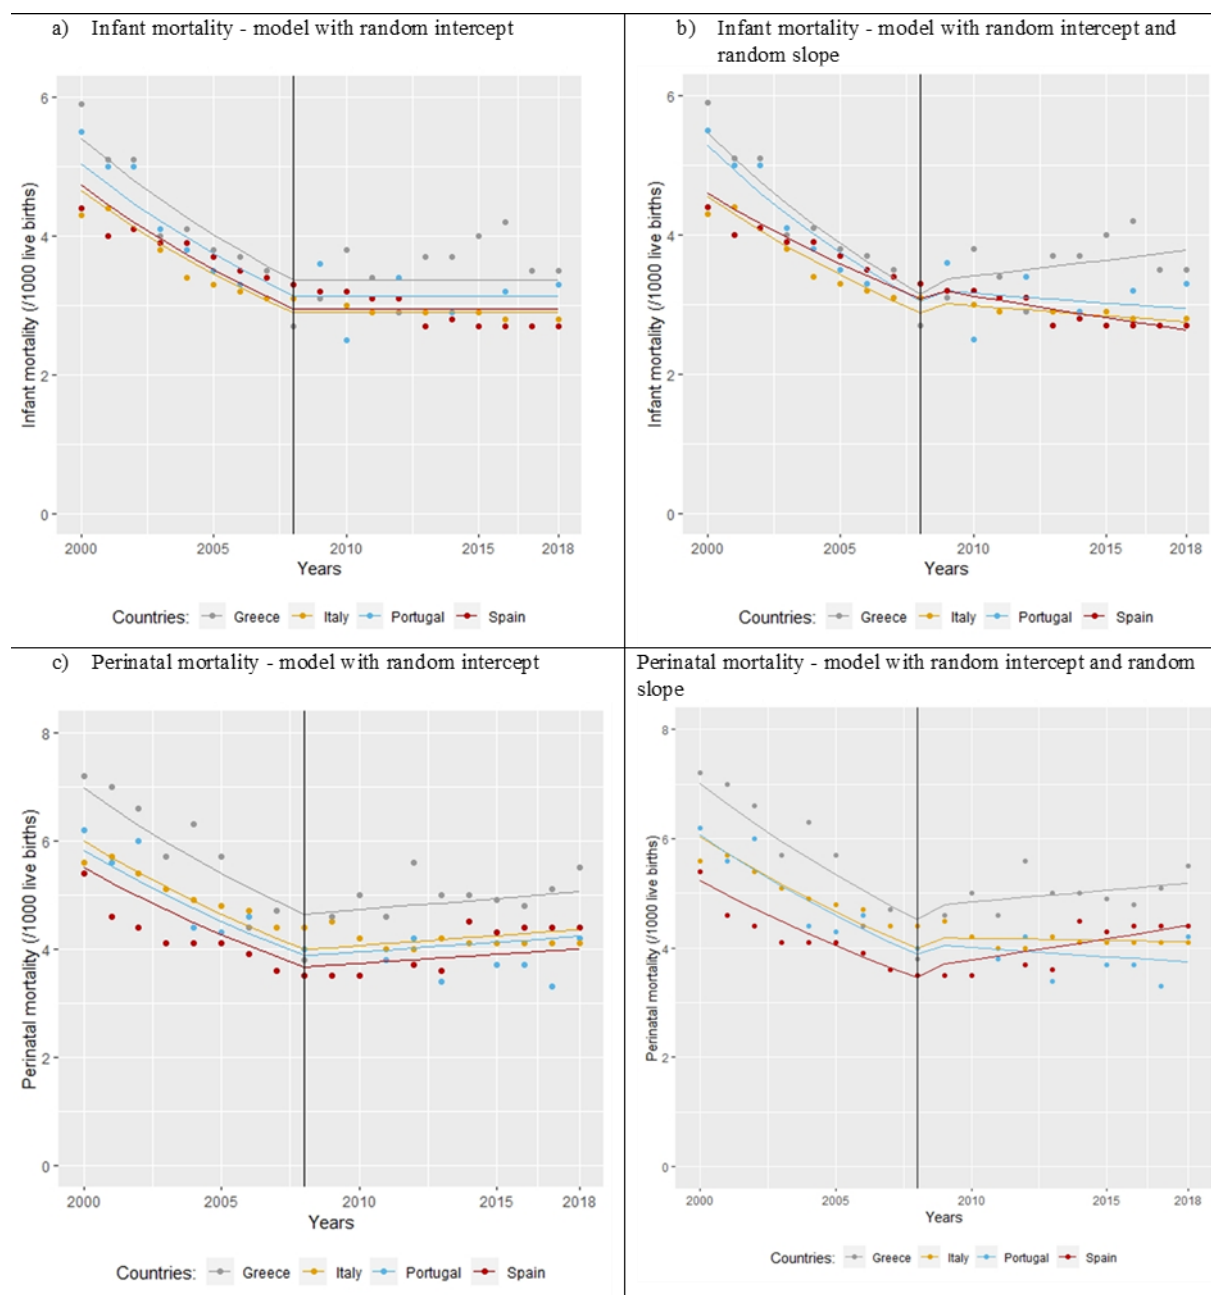 a) Infant mortality - model with random intercept
6
4
2
0
Infant mortality (/1000 live births)
2000 2005 2010 2015 2018
Years
Countries: Greece Italy Portugal Spain
b) Infant mortality - model with random intercept and
random slope
6
4
2
0
Infant mortality (/1000 live births)
2000 2005 2010 2015 2018
Years
Countries: Greece Italy Portugal Spain
c) Perinatal mortality - model with random intercept
8
6
4
2
0
Perinatal mortality (/1000 live births)
2000 2005 2010 2015 2018
Years
Countries: Greece Italy Portugal Spain
Perinatal mortality - model with random intercept and random
slope
8
6
4
2
0
Perinatal mortality (/1000 live births)
2000 2005 2010 2015 2018
Years
Countries: Greece Italy Portugal Spain